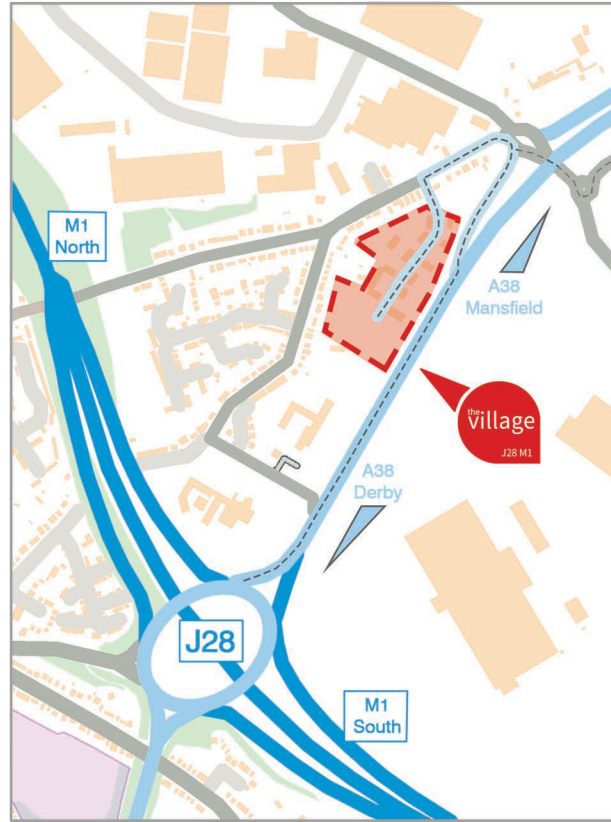 M1
North
A38
Mansfield
the
village
J28 M1
A38
Derby
J28
M1
South